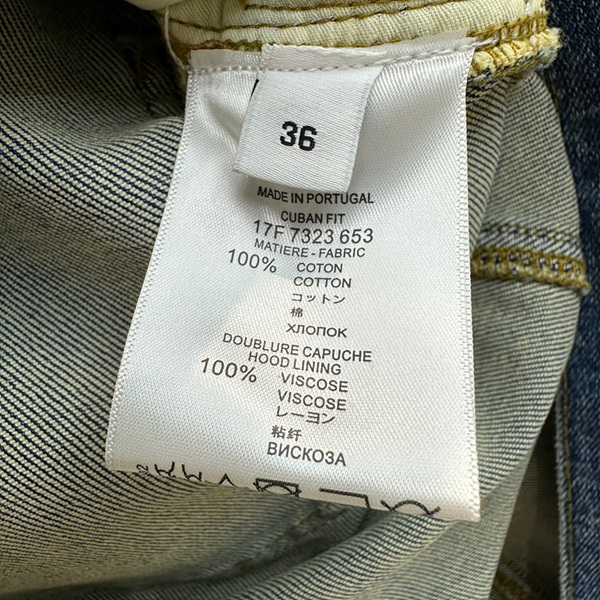 36
MADE IN PORTUGAL
CUBAN FIT
17F 7323 653
MATIERE - FABRIC
100% COTON
COTTON
コットン
棉
ХЛОПОК
DOUBLURE CAPUCHE
HOOD LINING
100% VISCOSE
VISCOSE
レーヨン
粘纤
ВИСКОЗА